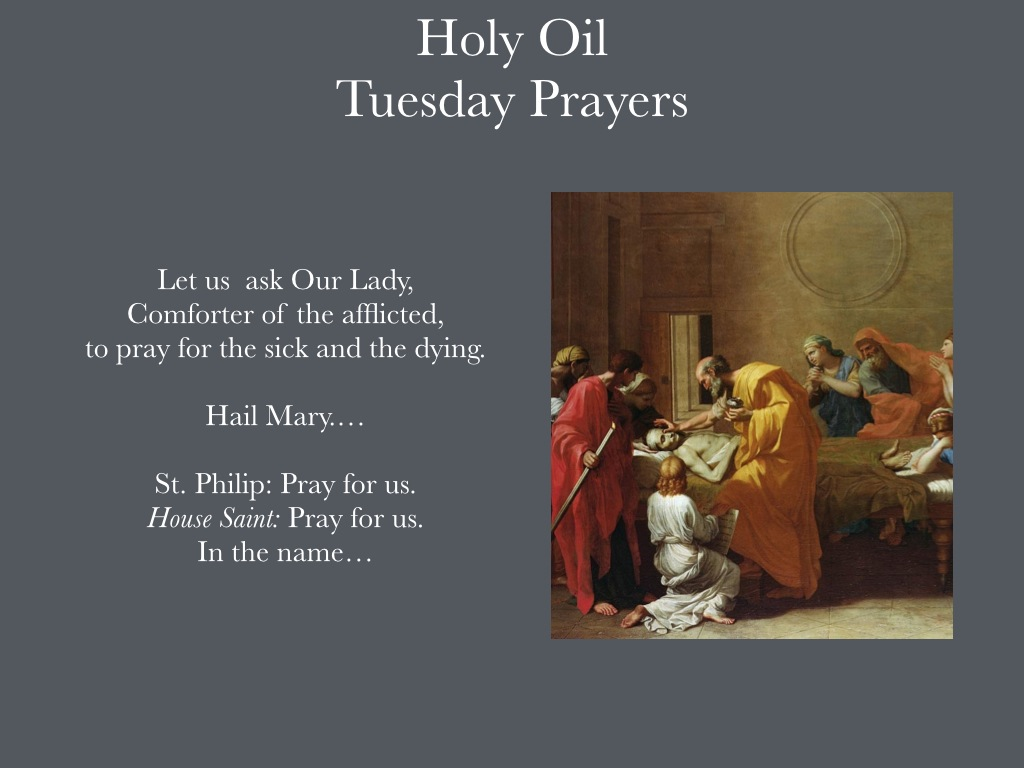 Holy Oil
Tuesday Prayers
Let us  ask Our Lady,
Comforter of the afflicted,
to pray for the sick and the dying.
Hail Mary.…
St. Philip: Pray for us.
House Saint: Pray for us.
In the name…